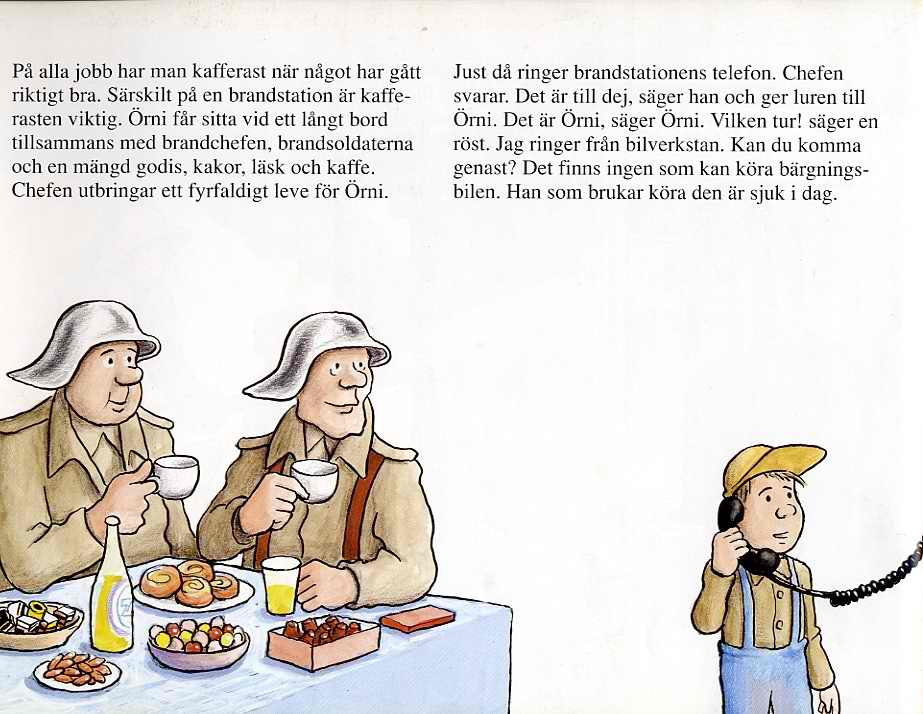 På alla jobb har man kafferast när något har gått
riktigt bra. Särskilt på en brandstation är kaffe-
rasten viktig. Örni får sitta vid ett långt bord
tillsammans med brandchefen, brandsoldaterna
och en mängd godis, kakor, läsk och kaffe.
Chefen utbringar ett fyrfaldigt leve för Örni.
Just då ringer brandstationens telefon. Chefen
svarar. Det är till dej, säger han och ger luren till
Örni. Det är Örni, säger Örni. Vilken tur! säger en
röst. Jag ringer från bilverkstan. Kan du komma
genast? Det finns ingen som kan köra bärgnings-
bilen. Han som brukar köra den är sjuk i dag.